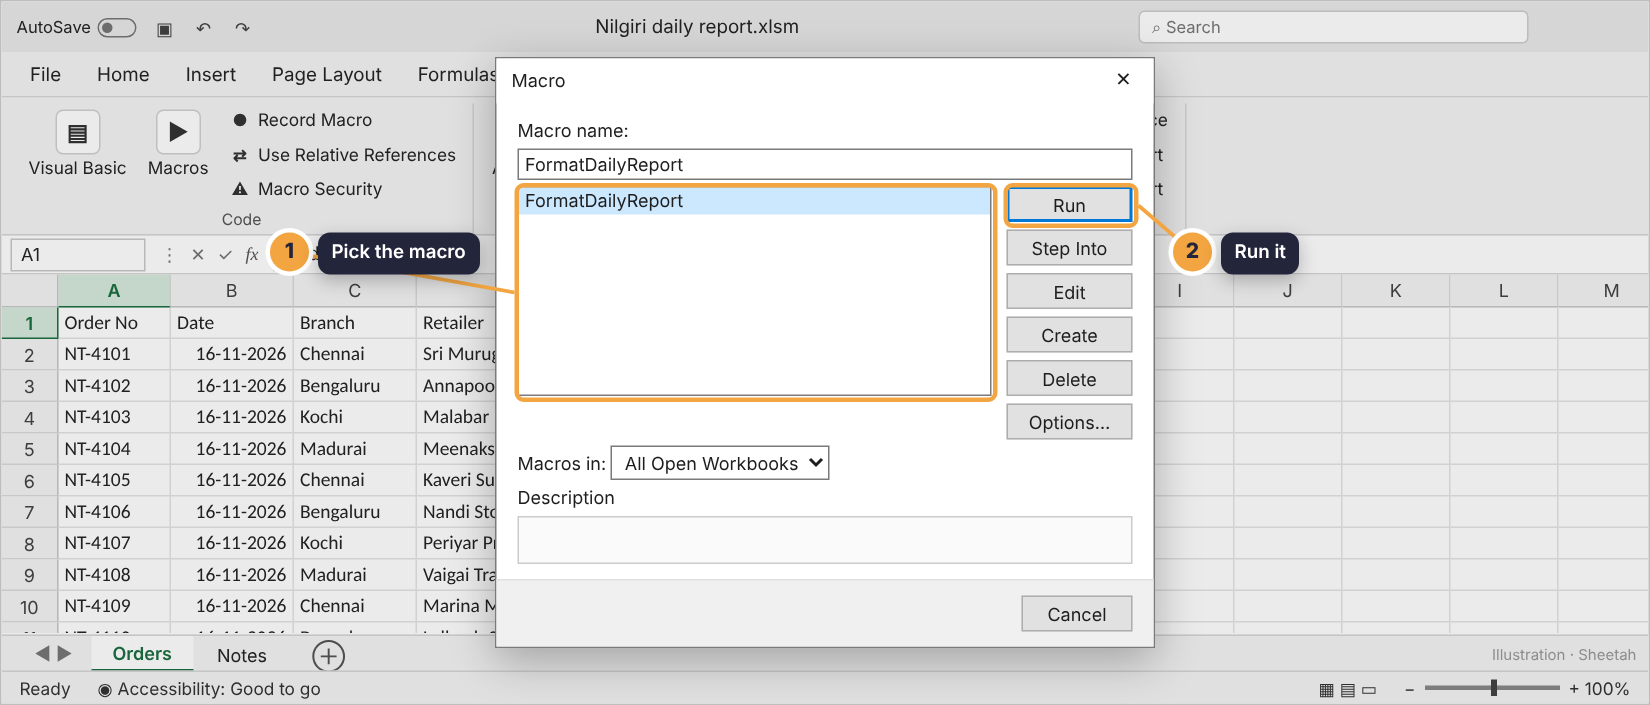 AutoSave
Nilgiri daily report.xlsm
Search
File Home Insert Page Layout Formulas
Visual Basic
Macros
Record Macro
Use Relative References
Macro Security
Code
Macro
Macro name:
FormatDailyReport
FormatDailyReport
Run
Step Into
Edit
Create
Delete
Options...
Macros in: All Open Workbooks
Description
Cancel
1 Pick the macro
2 Run it
A1 fx
A B C I J K L M
1 Order No Date Branch Retailer
2 NT-4101 16-11-2026 Chennai Sri
3 NT-4102 16-11-2026 Bengaluru
4 NT-4103 16-11-2026 Kochi Malabar
5 NT-4104 16-11-2026 Madurai
6 NT-4105 16-11-2026 Chennai Kaveri
7 NT-4106 16-11-2026 Bengaluru Nandi
8 NT-4107 16-11-2026 Kochi Periyar
9 NT-4108 16-11-2026 Madurai Vaigai
10 NT-4109 16-11-2026 Chennai Marina
Orders Notes
Illustration · Sheetah
Ready Accessibility: Good to go
– + 100%